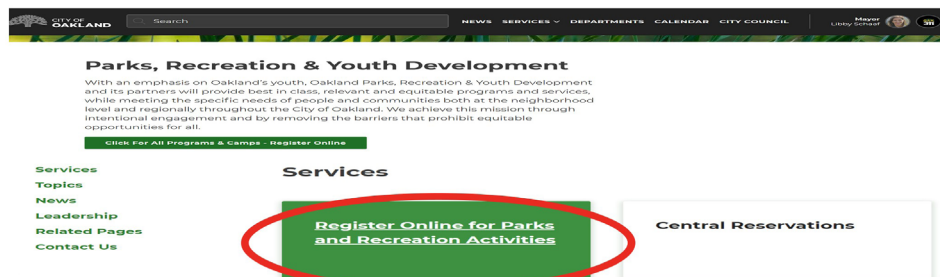 CITY OF
OAKLAND
Search
NEWS SERVICES DEPARTMENTS CALENDAR CITY COUNCIL
Mayor
Libby Schaaf
311
Parks, Recreation & Youth Development
With an emphasis on Oakland's youth, Oakland Parks, Recreation & Youth Development
and its partners will provide best in class, relevant and equitable programs and services,
while meeting the specific needs of people and communities both at the neighborhood
level and regionally throughout the City of Oakland. We achieve this mission through
intentional engagement and by removing the barriers that prohibit equitable
opportunities for all.
Click For All Programs & Camps - Register Online
Services
Topics
News
Leadership
Related Pages
Contact Us
Services
Register Online for Parks
and Recreation Activities
Central Reservations